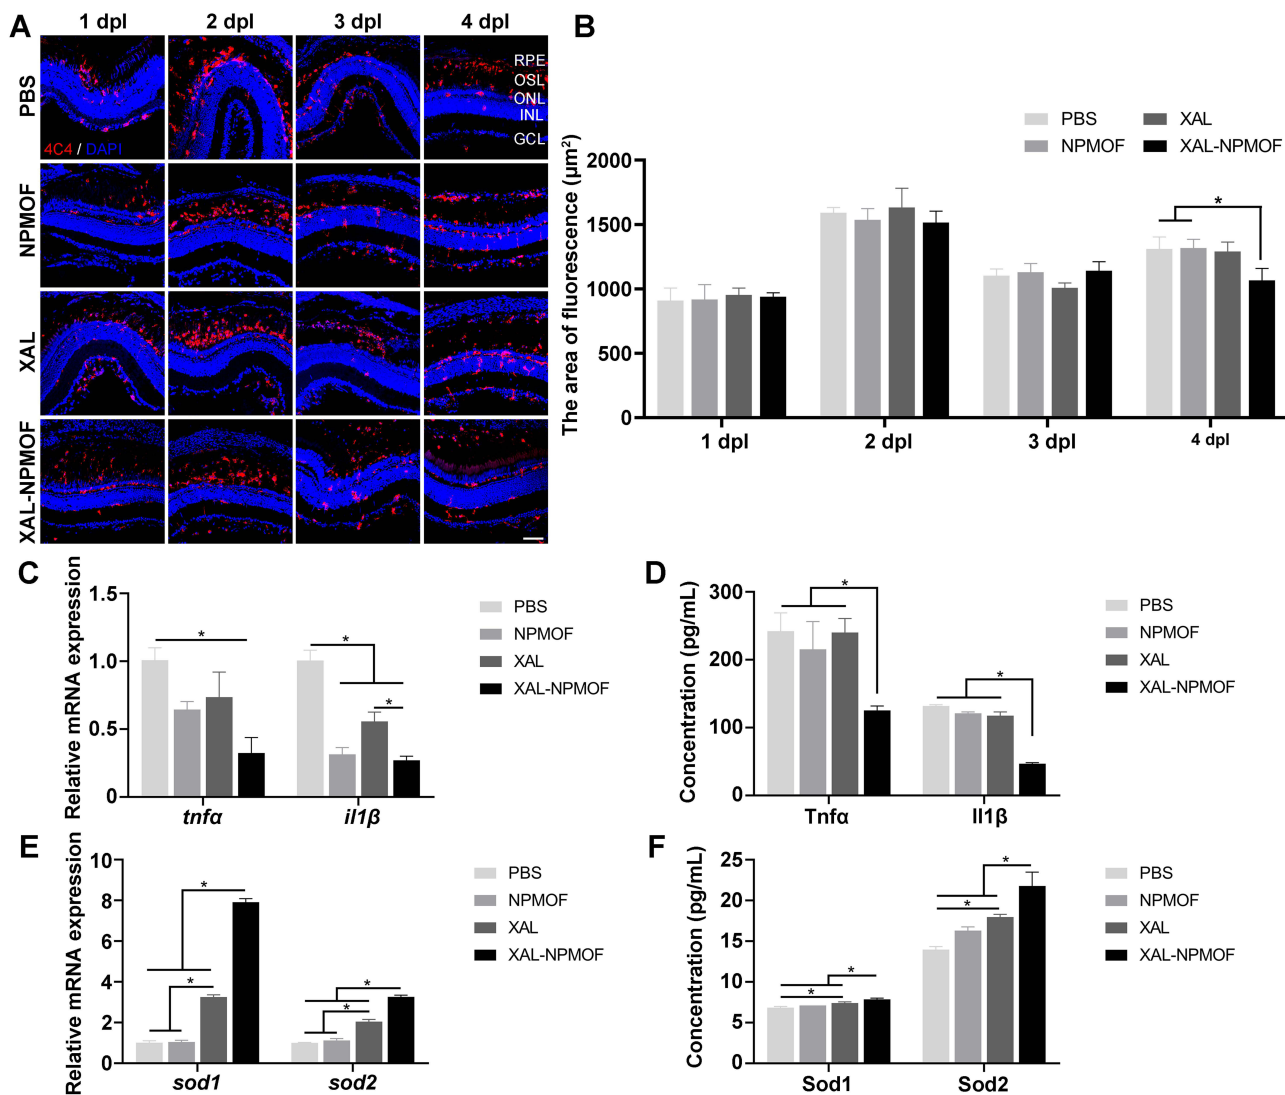 A
1 dpl 2 dpl 3 dpl 4 dpl
PBS
RPE
OSL
ONL
INL
GCL
4C4 / DAPI
NPMOF
XAL
XAL-NPMOF
B
PBS XAL
NPMOF XAL-NPMOF
The area of fluorescence (μm²)
2000
1500
1000
500
0
*
1 dpl 2 dpl 3 dpl 4 dpl
C
Relative mRNA expression
1.5
1.0
0.5
0
* * *
tnfα il1β
PBS
NPMOF
XAL
XAL-NPMOF
D
Concentration (pg/mL)
300
200
100
0
* *
Tnfα Il1β
PBS
NPMOF
XAL
XAL-NPMOF
E
Relative mRNA expression
10
8
6
4
2
0
* * * *
sod1 sod2
PBS
NPMOF
XAL
XAL-NPMOF
F
Concentration (pg/mL)
25
20
15
10
5
0
* * * *
Sod1 Sod2
PBS
NPMOF
XAL
XAL-NPMOF